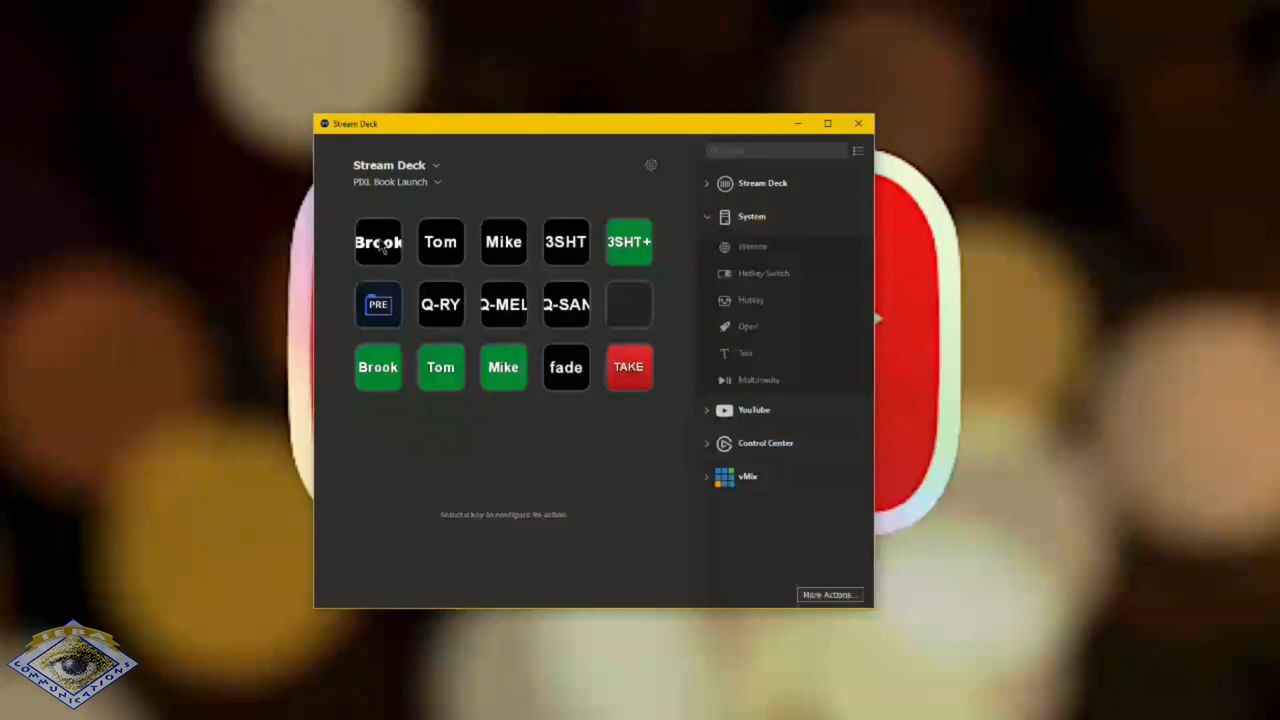 Stream Deck
Stream Deck
PIXL Book Launch
Brook Tom Mike 3SHT 3SHT+
PRE Q-RY Q-MEL Q-SAN
Brook Tom Mike fade TAKE
Select a key to configure its action.
Stream Deck
System
Website
Hotkey Switch
Hotkey
Open
Text
Multimedia
YouTube
Control Center
vMix
More Actions...
IEBA
COMMUNICATIONS